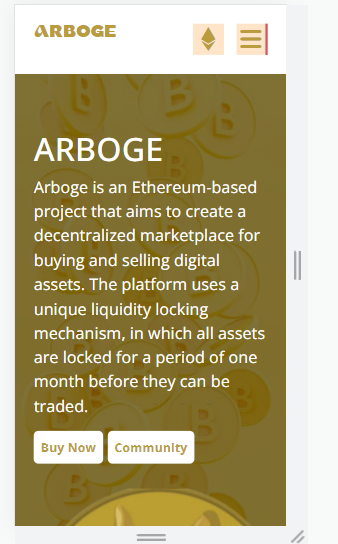 ARBOGE
ARBOGE
Arboge is an Ethereum-based
project that aims to create a
decentralized marketplace for
buying and selling digital
assets. The platform uses a
unique liquidity locking
mechanism, in which all assets
are locked for a period of one
month before they can be
traded.
Buy Now Community